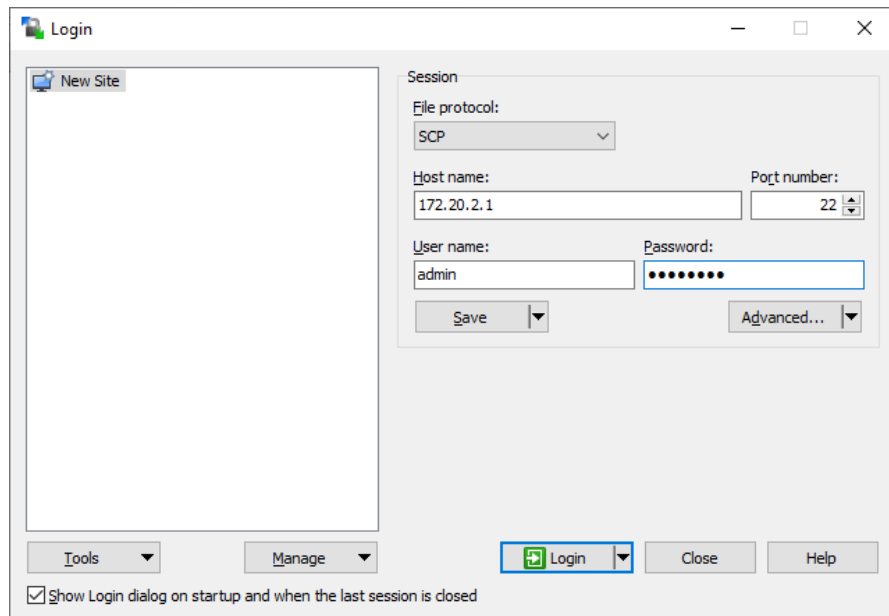 Login
New Site
Session
File protocol:
SCP
Host name:
Port number:
172.20.2.1
22
User name:
Password:
admin
●●●●●●●●
Save
Advanced...
Tools
Manage
Login
Close
Help
Show Login dialog on startup and when the last session is closed